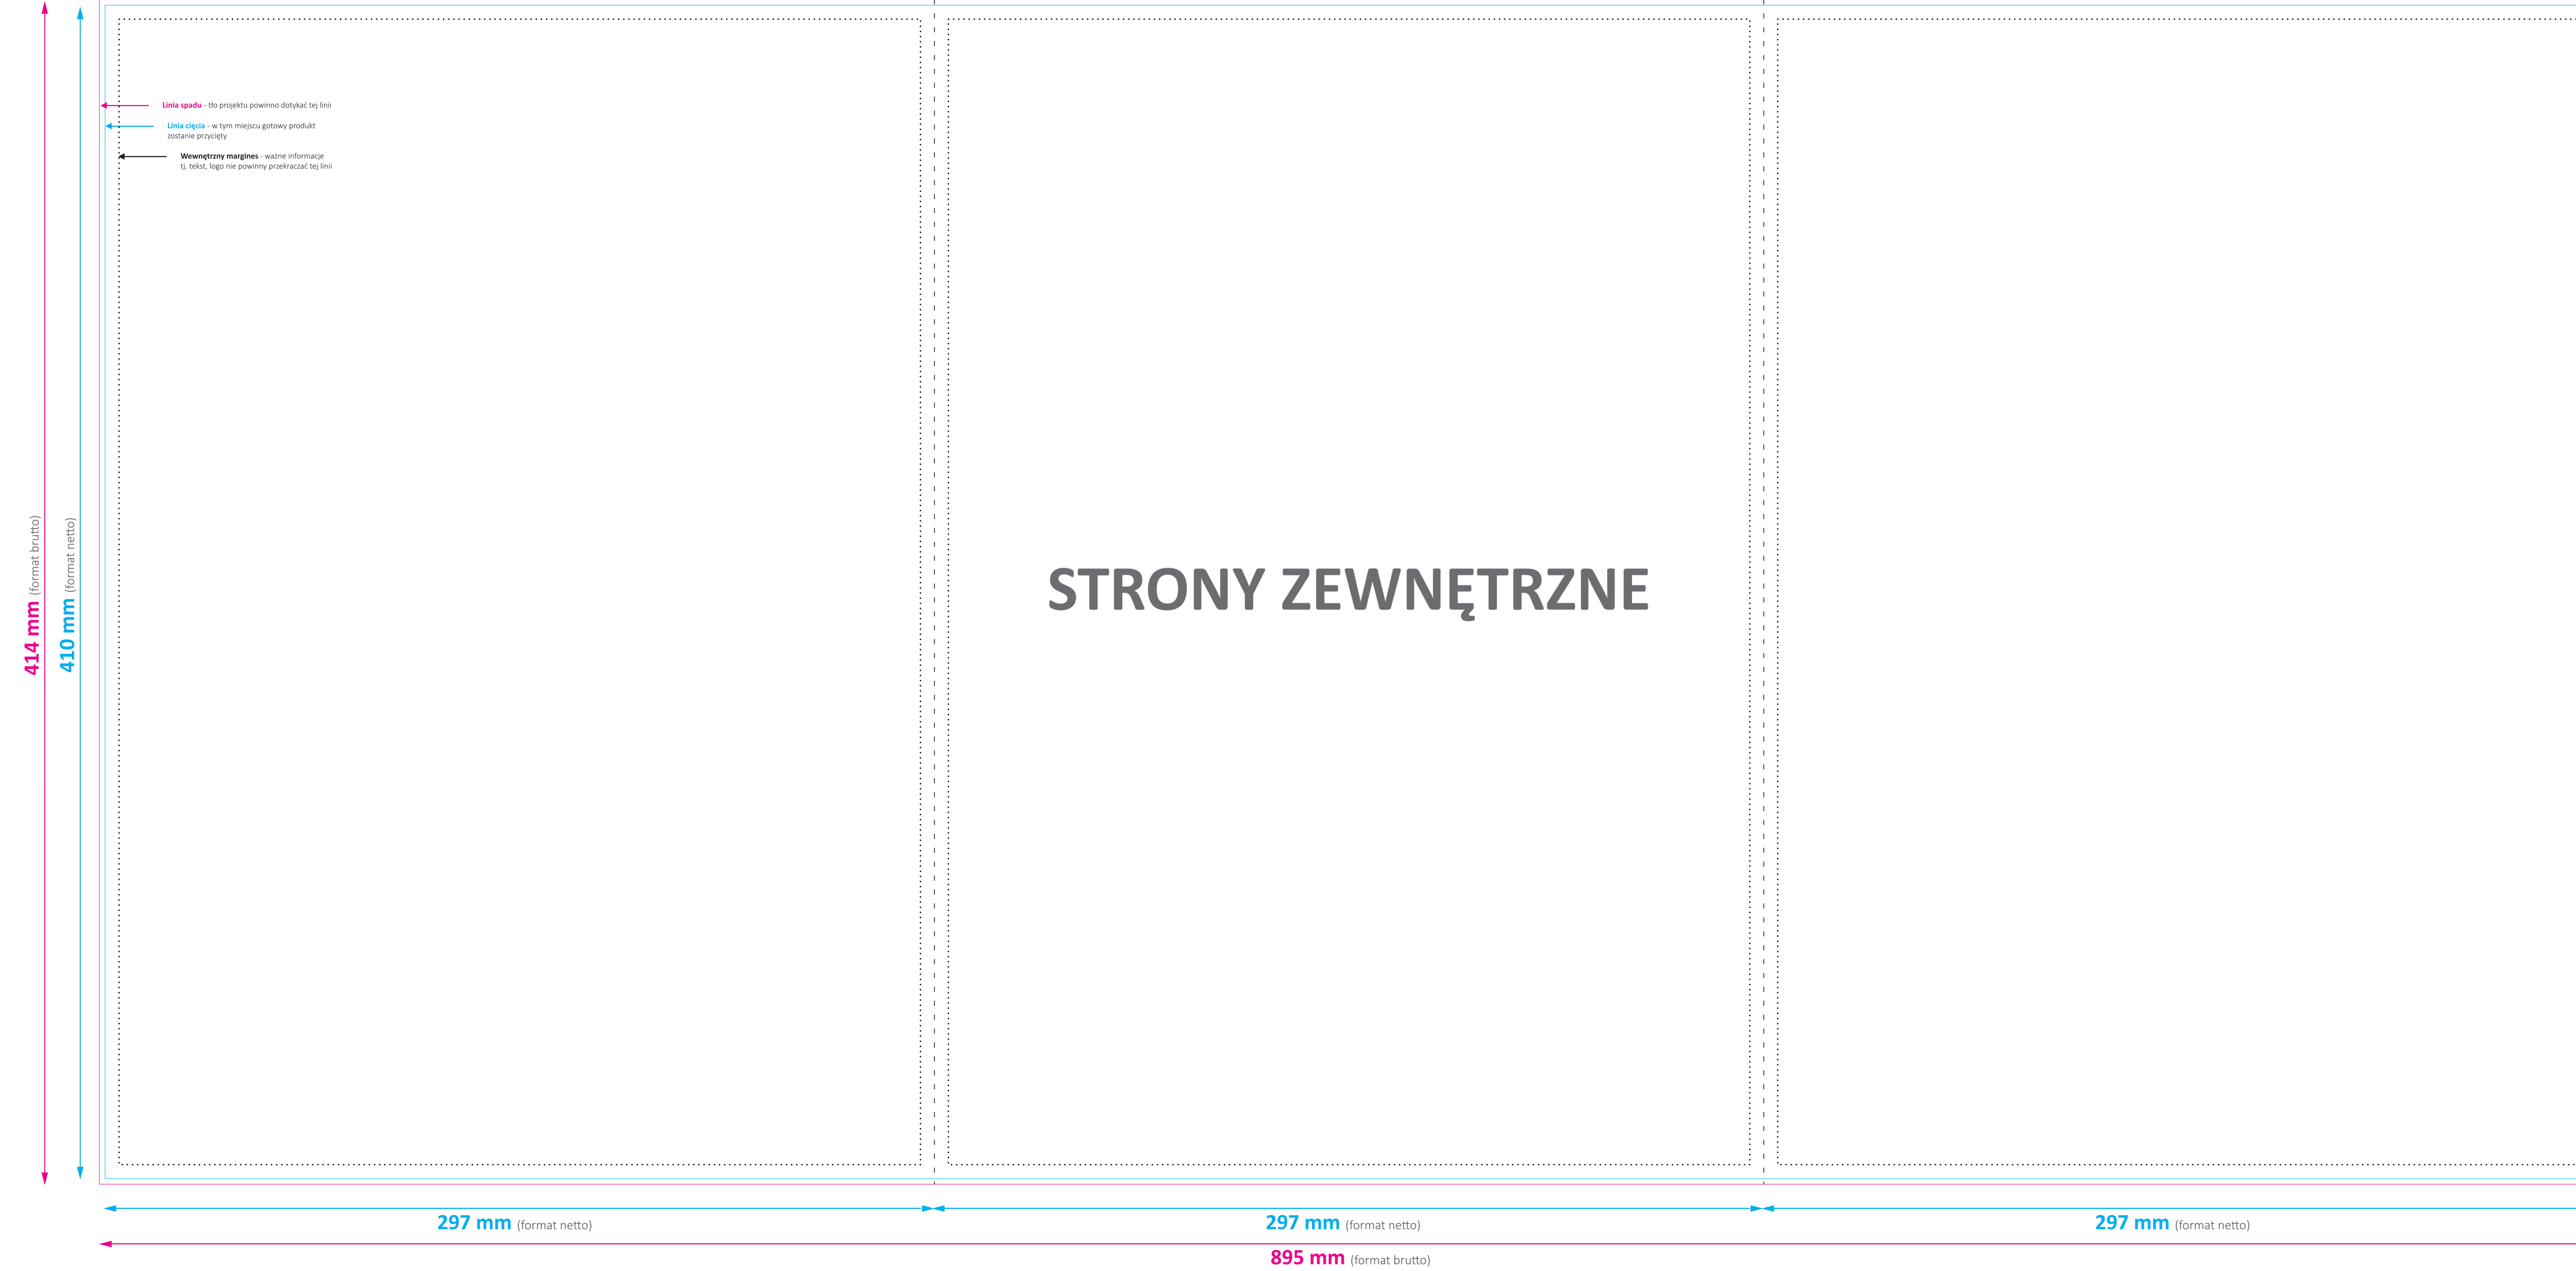 Linia spadu - tło projektu powinno dotykać tej linii
Linia cięcia - w tym miejscu gotowy produkt
zostanie przycięty
Wewnętrzny margines - ważne informacje
tj. tekst, logo nie powinny przekraczać tej linii
414 mm (format brutto)
410 mm (format netto)
STRONY ZEWNĘTRZNE
297 mm (format netto)
297 mm (format netto)
297 mm (format netto)
895 mm (format brutto)